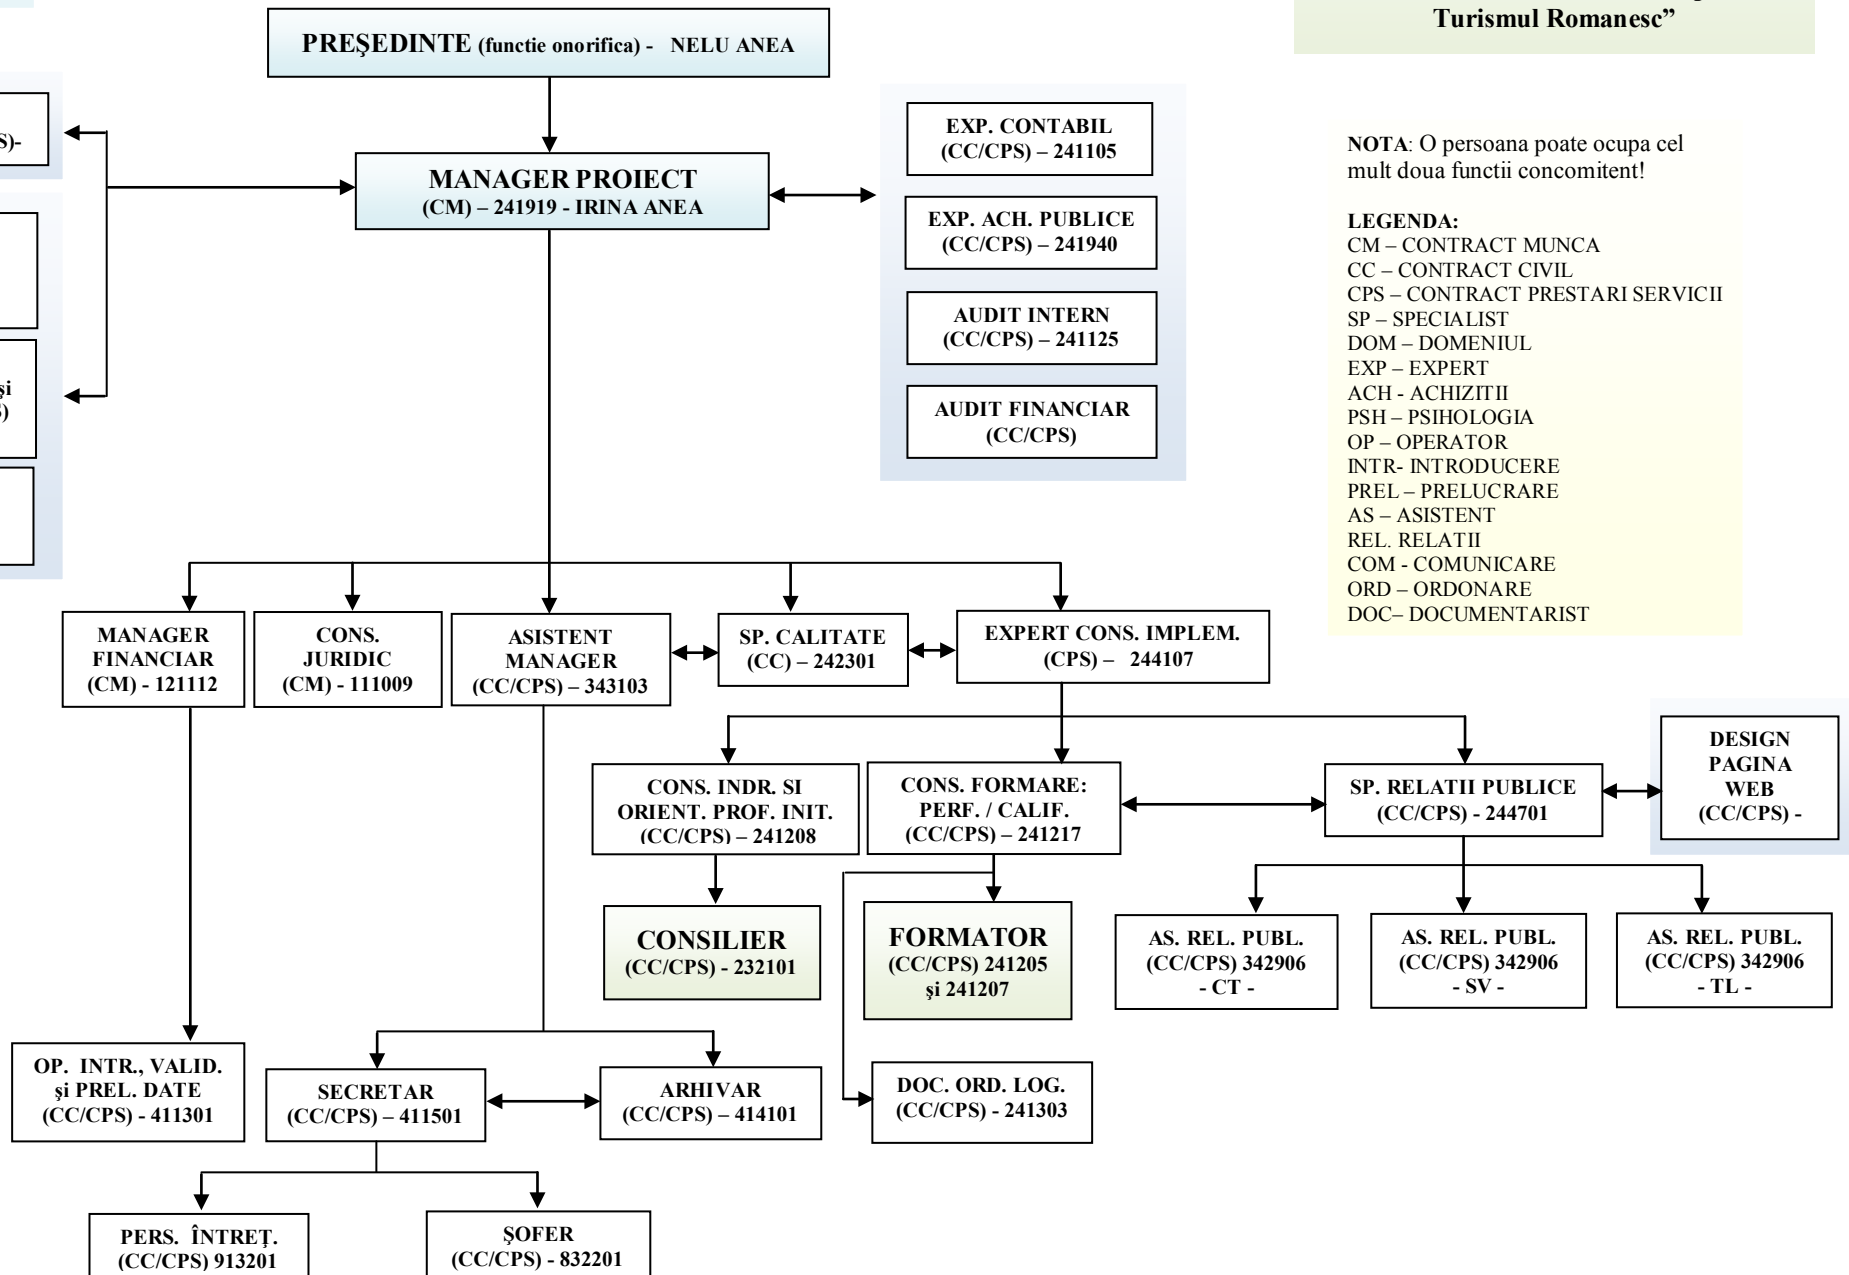 Turismul Romanesc”
PREŞEDINTE (functie onorifica) - NELU ANEA
S)-
şi
MANAGER PROIECT
(CM) – 241919 - IRINA ANEA
EXP. CONTABIL
(CC/CPS) – 241105
EXP. ACH. PUBLICE
(CC/CPS) – 241940
AUDIT INTERN
(CC/CPS) – 241125
AUDIT FINANCIAR
(CC/CPS)
NOTA: O persoana poate ocupa cel
mult doua functii concomitent!
LEGENDA:
CM – CONTRACT MUNCA
CC – CONTRACT CIVIL
CPS – CONTRACT PRESTARI SERVICII
SP – SPECIALIST
DOM – DOMENIUL
EXP – EXPERT
ACH - ACHIZITII
PSH – PSIHOLOGIA
OP – OPERATOR
INTR- INTRODUCERE
PREL – PRELUCRARE
AS – ASISTENT
REL. RELATII
COM - COMUNICARE
ORD – ORDONARE
DOC– DOCUMENTARIST
MANAGER
FINANCIAR
(CM) - 121112
CONS.
JURIDIC
(CM) - 111009
ASISTENT
MANAGER
(CC/CPS) – 343103
SP. CALITATE
(CC) – 242301
EXPERT CONS. IMPLEM.
(CPS) – 244107
CONS. INDR. SI
ORIENT. PROF. INIT.
(CC/CPS) – 241208
CONS. FORMARE:
PERF. / CALIF.
(CC/CPS) – 241217
SP. RELATII PUBLICE
(CC/CPS) - 244701
DESIGN
PAGINA
WEB
(CC/CPS) -
CONSILIER
(CC/CPS) - 232101
FORMATOR
(CC/CPS) 241205
şi 241207
AS. REL. PUBL.
(CC/CPS) 342906
- CT -
AS. REL. PUBL.
(CC/CPS) 342906
- SV -
AS. REL. PUBL.
(CC/CPS) 342906
- TL -
OP. INTR., VALID.
şi PREL. DATE
(CC/CPS) - 411301
SECRETAR
(CC/CPS) – 411501
ARHIVAR
(CC/CPS) – 414101
DOC. ORD. LOG.
(CC/CPS) - 241303
PERS. ÎNTREŢ.
(CC/CPS) 913201
ŞOFER
(CC/CPS) - 832201